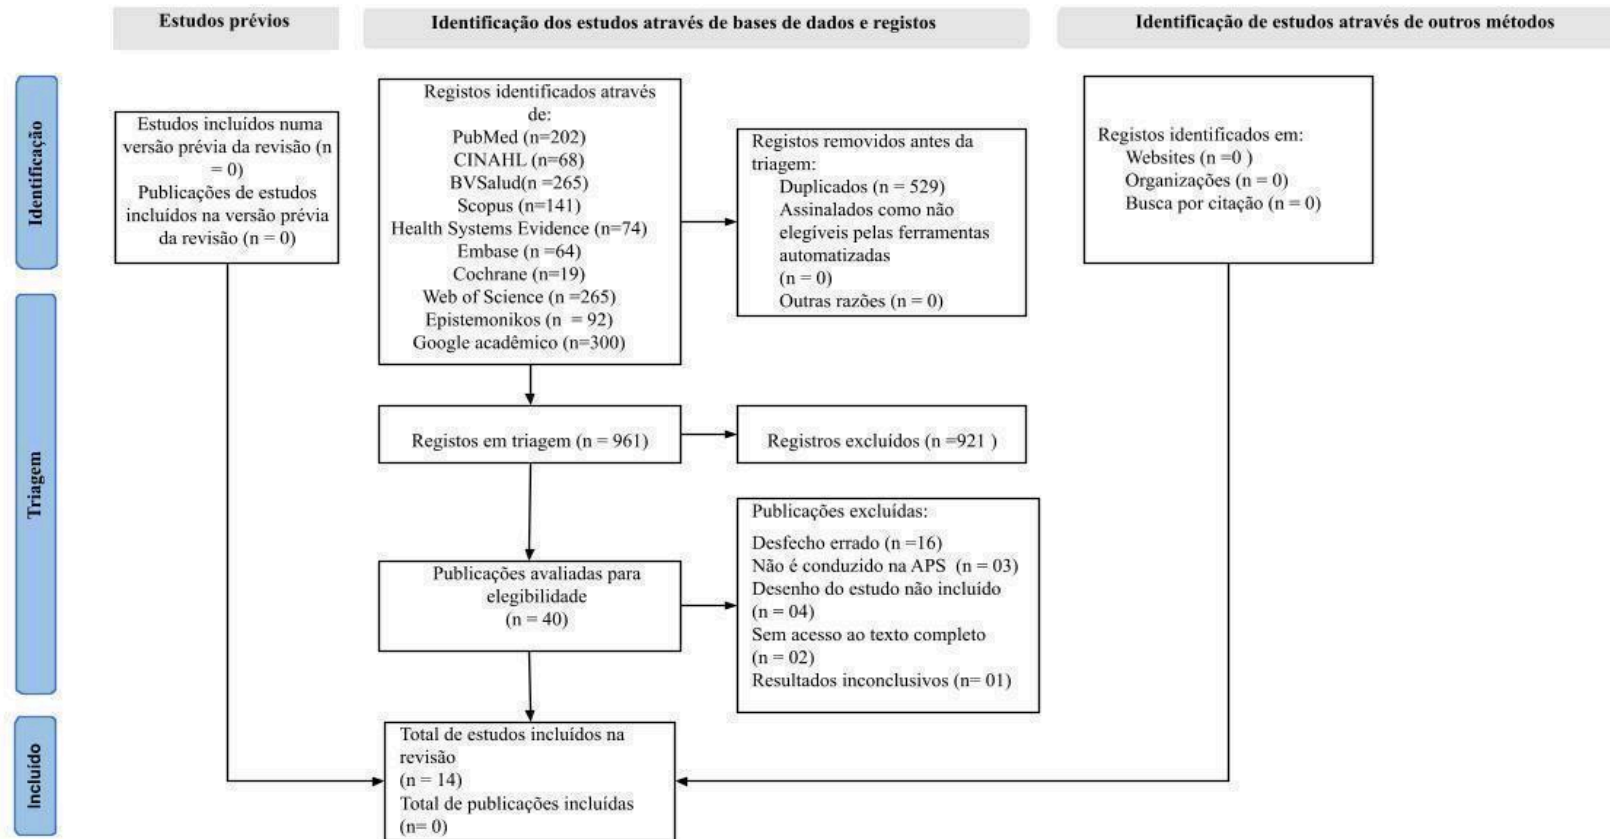 Estudos prévios
Identificação dos estudos através de bases de dados e registos
Identificação de estudos através de outros métodos
Identificação
Estudos incluídos numa
versão prévia da revisão (n
= 0)
Publicações de estudos
incluídos na versão prévia
da revisão (n = 0)
Registos identificados através
de:
PubMed (n=202)
CINAHL (n=68)
BVSalud(n =265)
Scopus (n=141)
Health Systems Evidence (n=74)
Embase (n =64)
Cochrane (n=19)
Web of Science (n =265)
Epistemonikos (n = 92)
Google acadêmico (n=300)
Registos removidos antes da
triagem:
Duplicados (n = 529)
Assinalados como não
elegíveis pelas ferramentas
automatizadas
(n = 0)
Outras razões (n = 0)
Registos identificados em:
Websites (n =0 )
Organizações (n = 0)
Busca por citação (n = 0)
Triagem
Registos em triagem (n = 961)
Registros excluídos (n =921 )
Publicações avaliadas para
elegibilidade
(n = 40)
Publicações excluídas:
Desfecho errado (n =16)
Não é conduzido na APS (n = 03)
Desenho do estudo não incluído
(n = 04)
Sem acesso ao texto completo
(n = 02)
Resultados inconclusivos (n= 01)
Incluído
Total de estudos incluídos na
revisão
(n = 14)
Total de publicações incluídas
(n= 0)